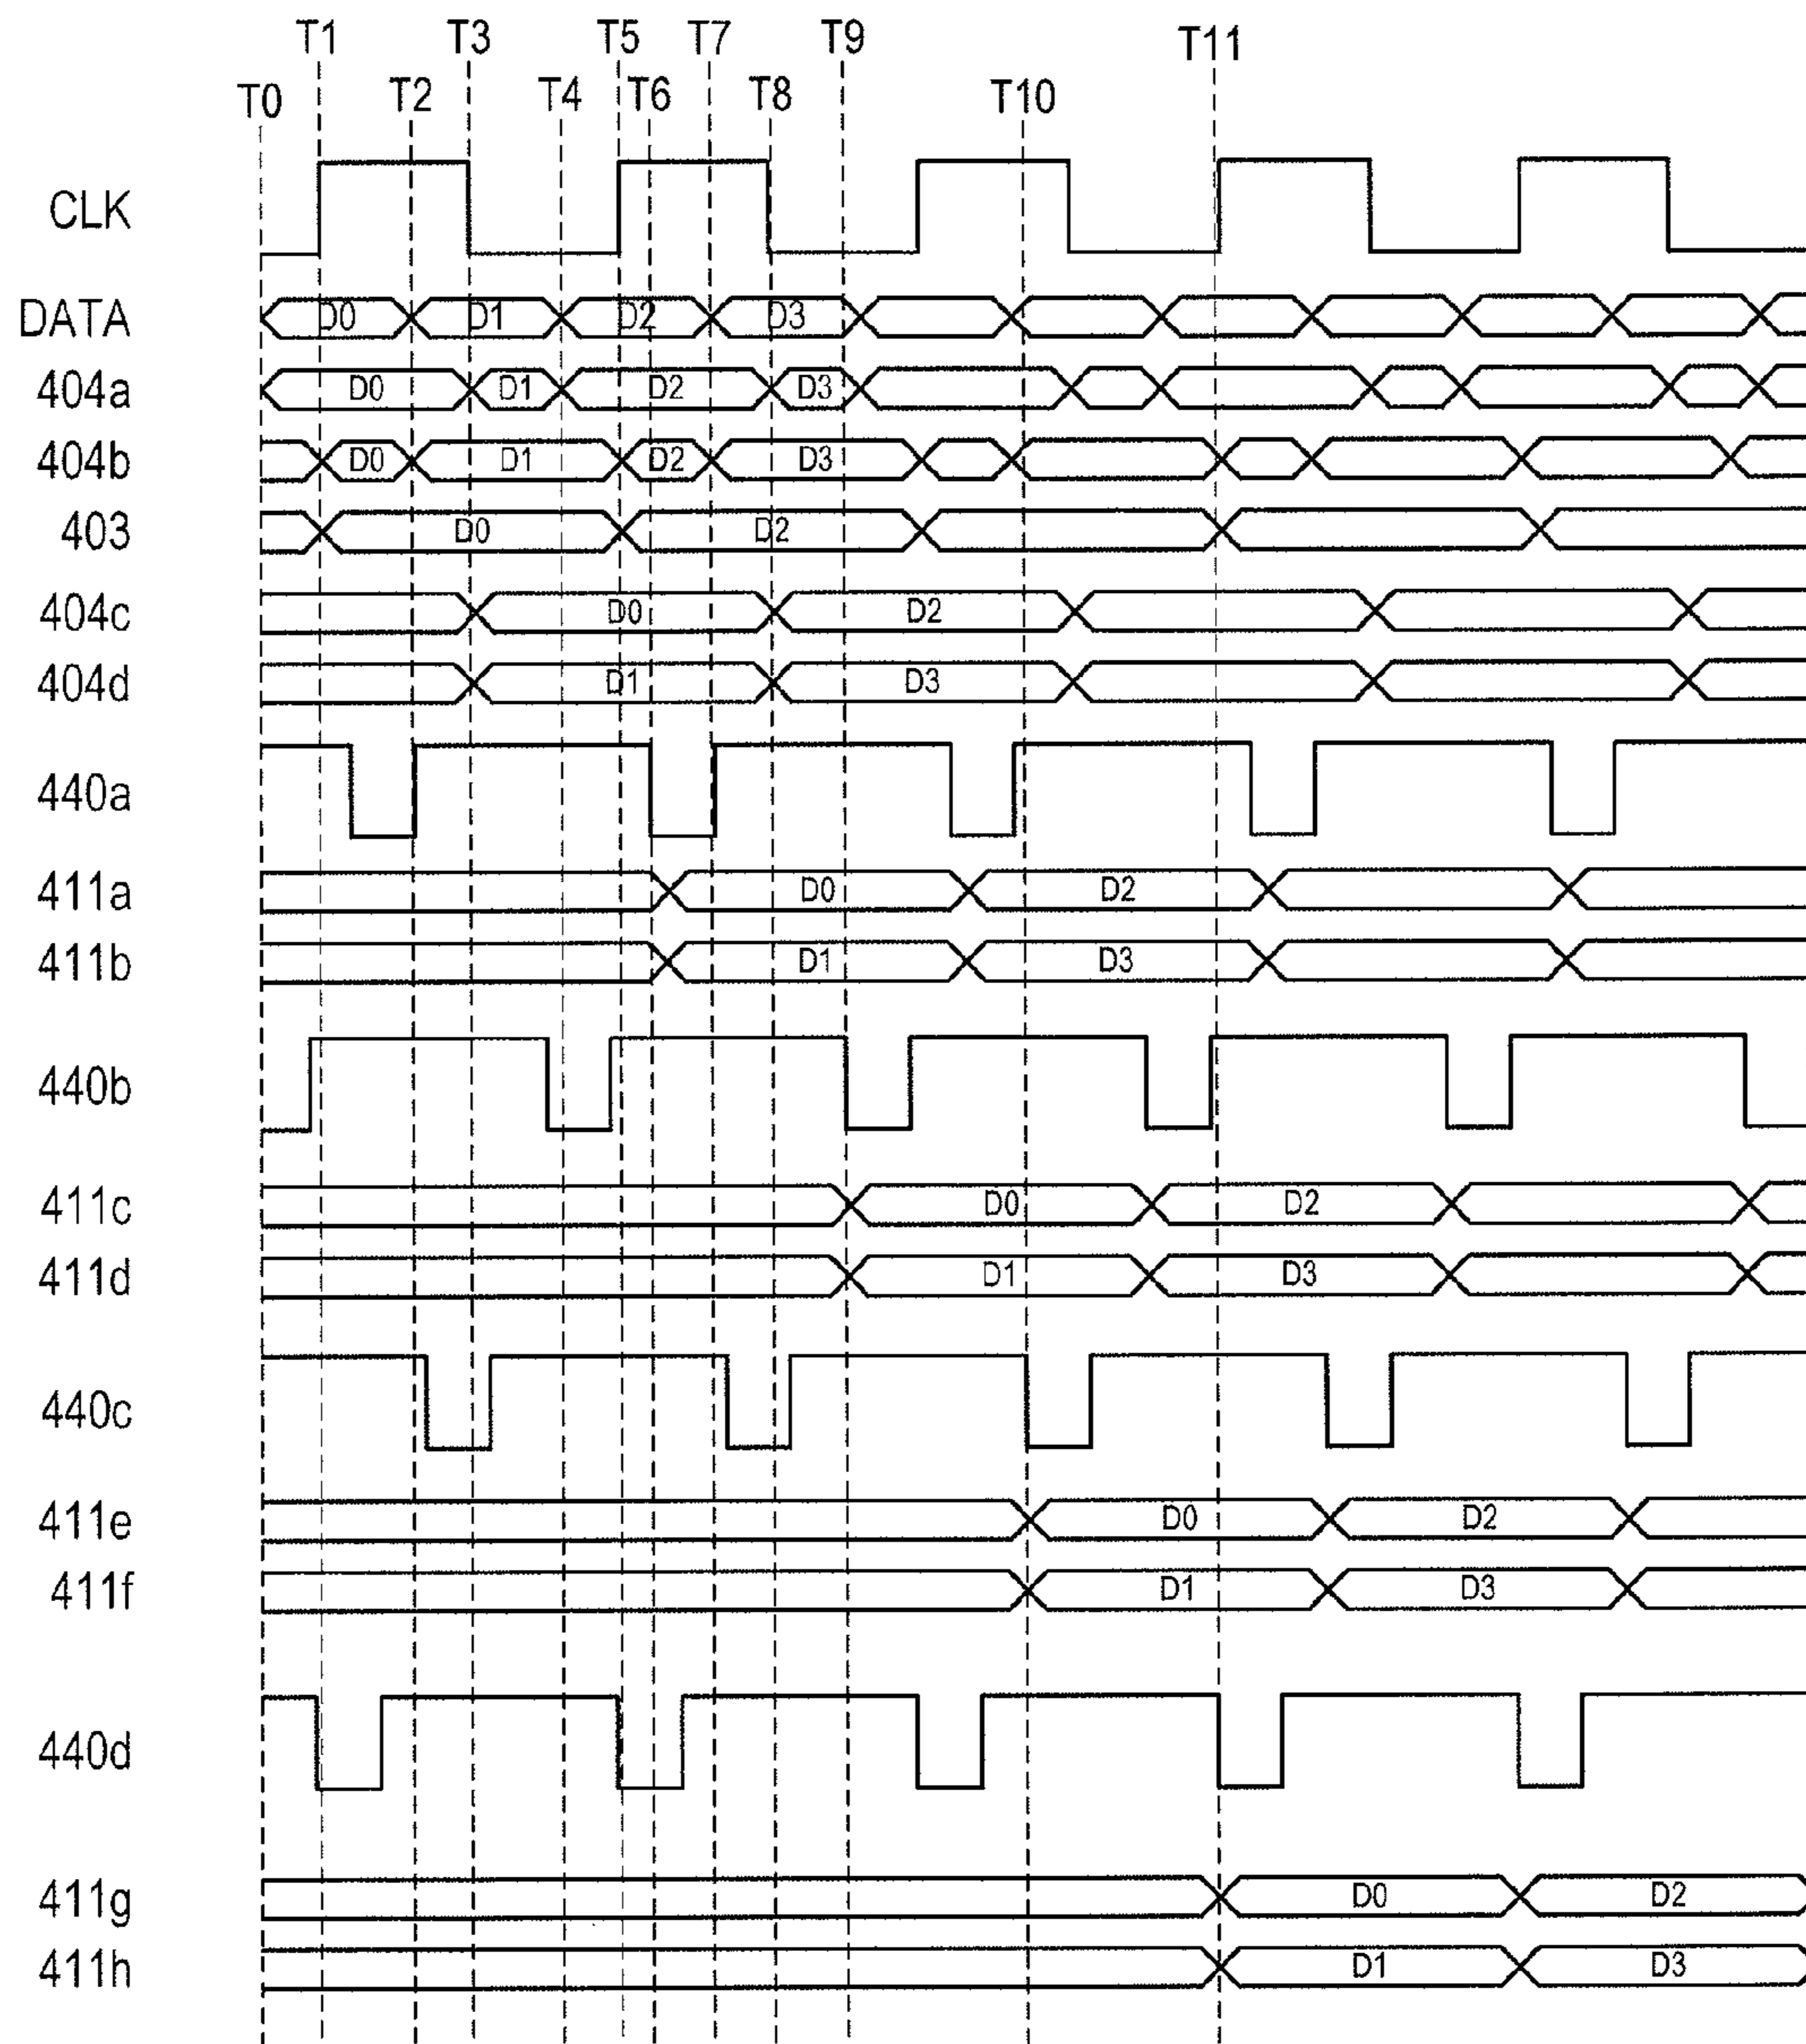 T1 T3 T5 T7 T9 T11
T0 T2 T4 T6 T8 T10
CLK
DATA D0 D1 D2 D3
404a D0 D1 D2 D3
404b D0 D1 D2 D3
403 D0 D2
404c D0 D2
404d D1 D3
440a
411a D0 D2
411b D1 D3
440b
411c D0 D2
411d D1 D3
440c
411e D0 D2
411f D1 D3
440d
411g D0 D2
411h D1 D3